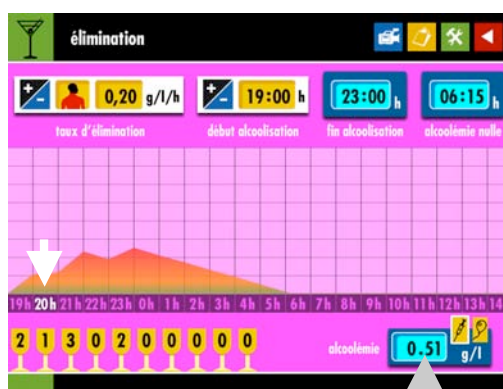 élimination
+/- 0,20 g/l/h +/- 19:00 h 23:00 h 06:15 h
taux d'élimination début alcoolisation fin alcoolisation alcoolémie nulle
19h 20h 21h 22h 23h 0h 1h 2h 3h 4h 5h 6h 7h 8h 9h 10h 11h 12h 13h 14
2 1 3 0 2 0 0 0 0 0
alcoolémie 0.51 g/l